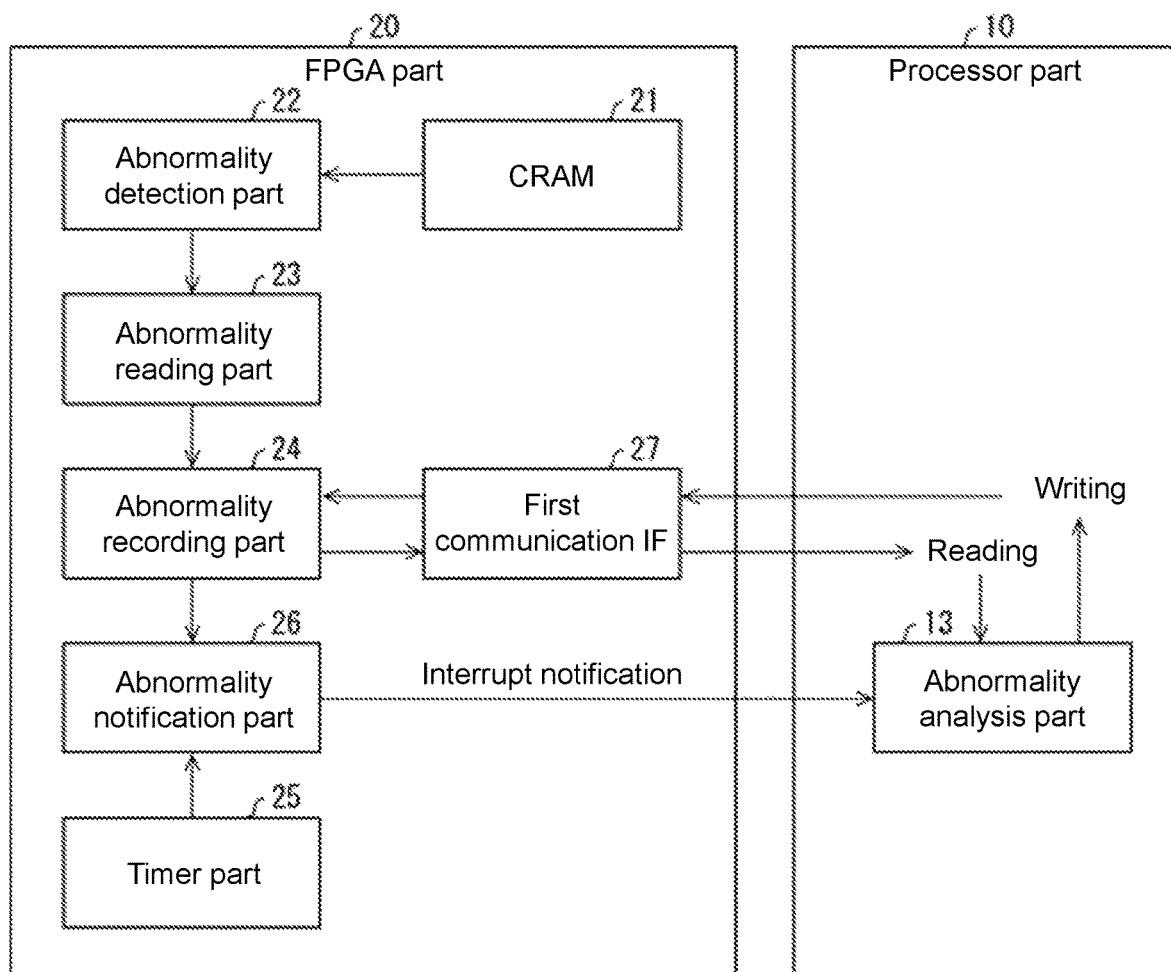 20
10
FPGA part
Processor part
22
21
Abnormality
detection part
CRAM
23
Abnormality
reading part
24
27
Abnormality
recording part
First
communication IF
Writing
Reading
26
13
Abnormality
notification part
Interrupt notification
Abnormality
analysis part
25
Timer part